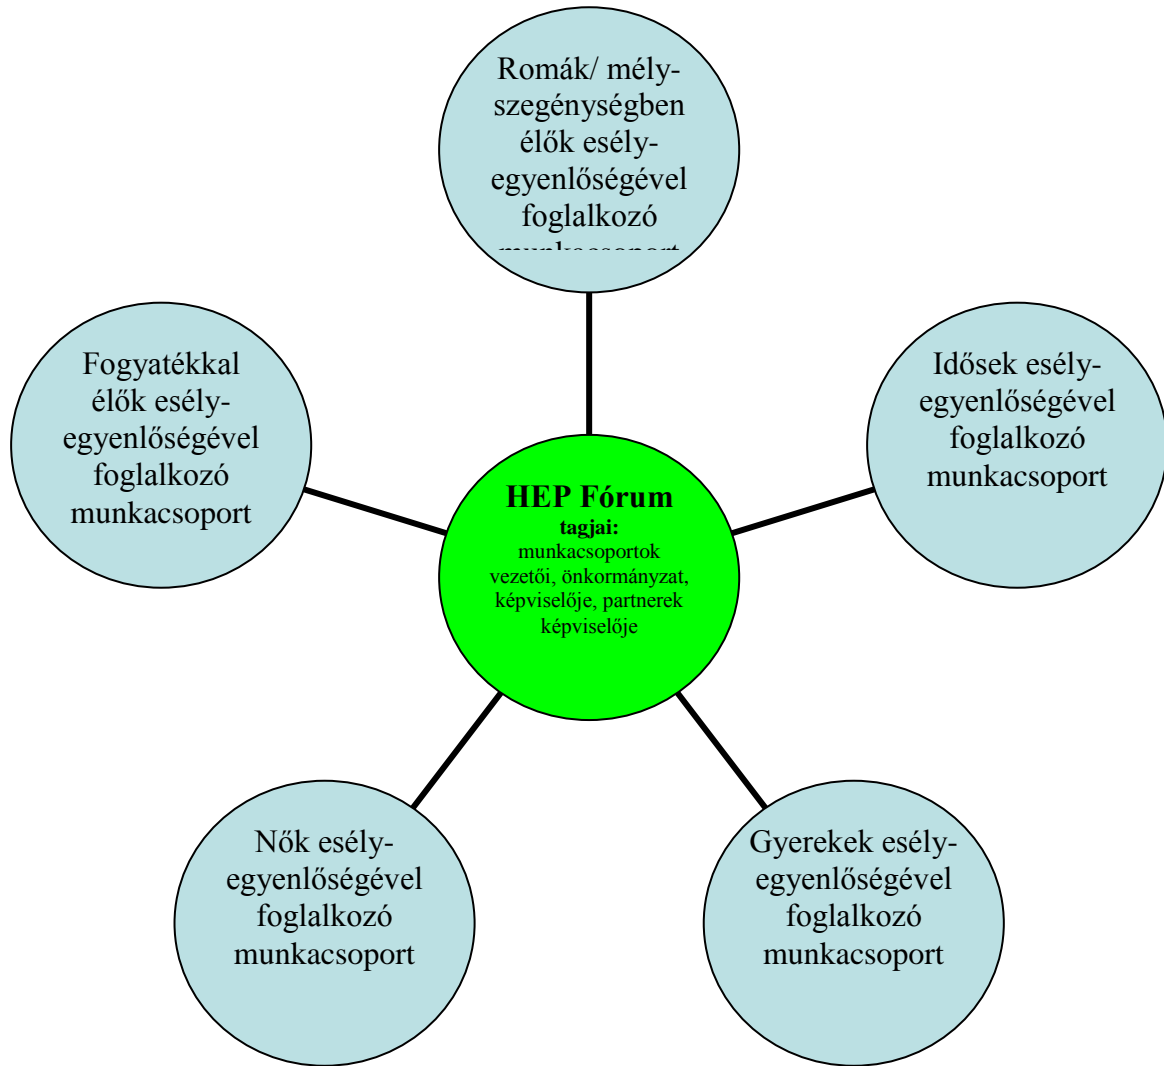 Romák/ mély-
szegénységben
élők esély-
egyenlőségével
foglalkozó
munkacsoport
Fogyatékkal
élők esély-
egyenlőségével
foglalkozó
munkacsoport
Idősek esély-
egyenlőségével
foglalkozó
munkacsoport
HEP Fórum
tagjai:
munkacsoportok
vezetői, önkormányzat,
képviselője, partnerek
képviselője
Nők esély-
egyenlőségével
foglalkozó
munkacsoport
Gyerekek esély-
egyenlőségével
foglalkozó
munkacsoport